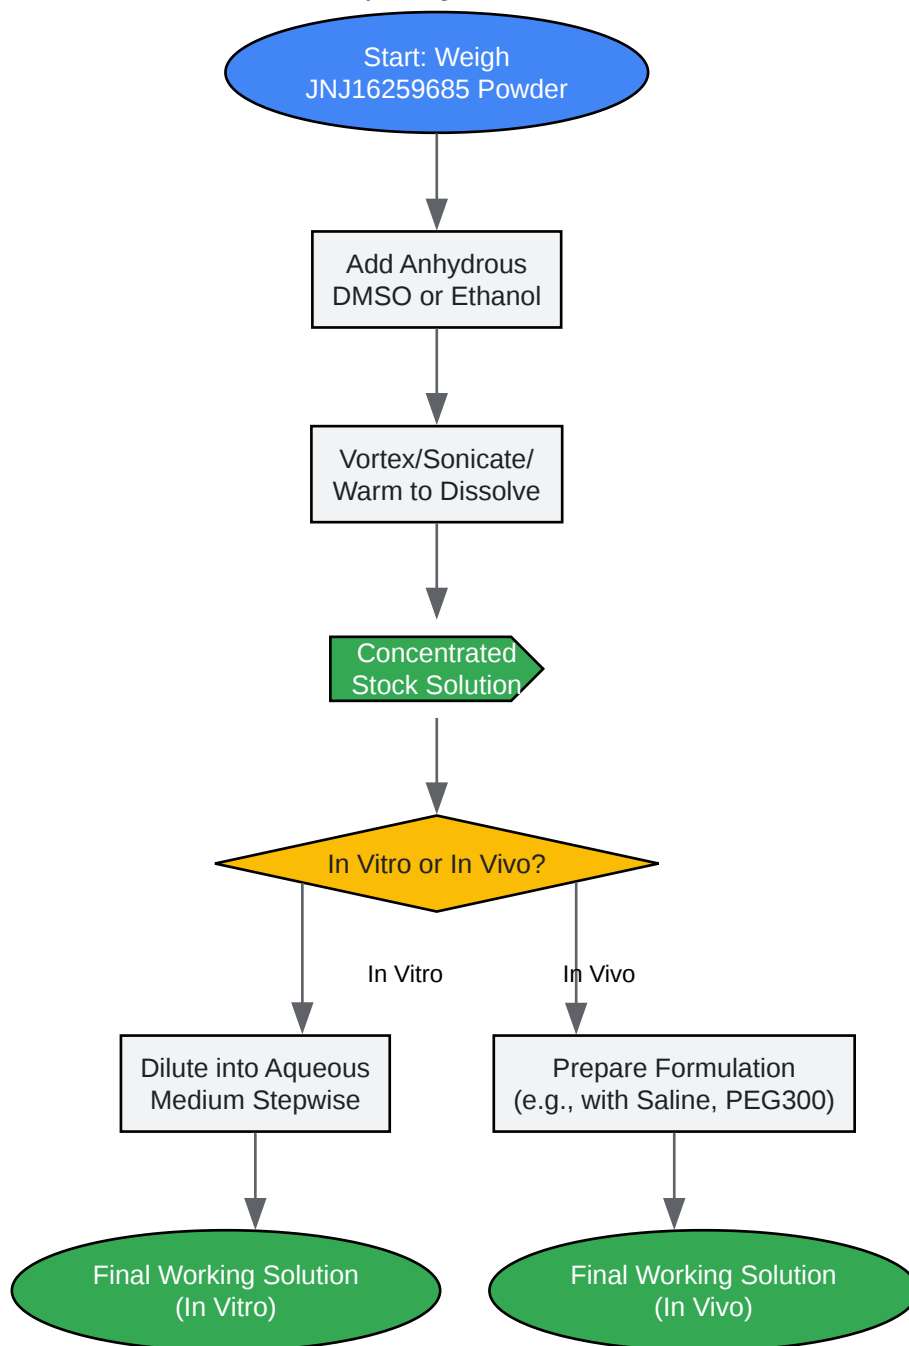 Start: Weigh
JNJ16259685 Powder
Add Anhydrous
DMSO or Ethanol
Vortex/Sonicate/
Warm to Dissolve
Concentrated
Stock Solution
In Vitro or In Vivo?
In Vitro
In Vivo
Dilute into Aqueous
Medium Stepwise
Prepare Formulation
(e.g., with Saline, PEG300)
Final Working Solution
(In Vitro)
Final Working Solution
(In Vivo)